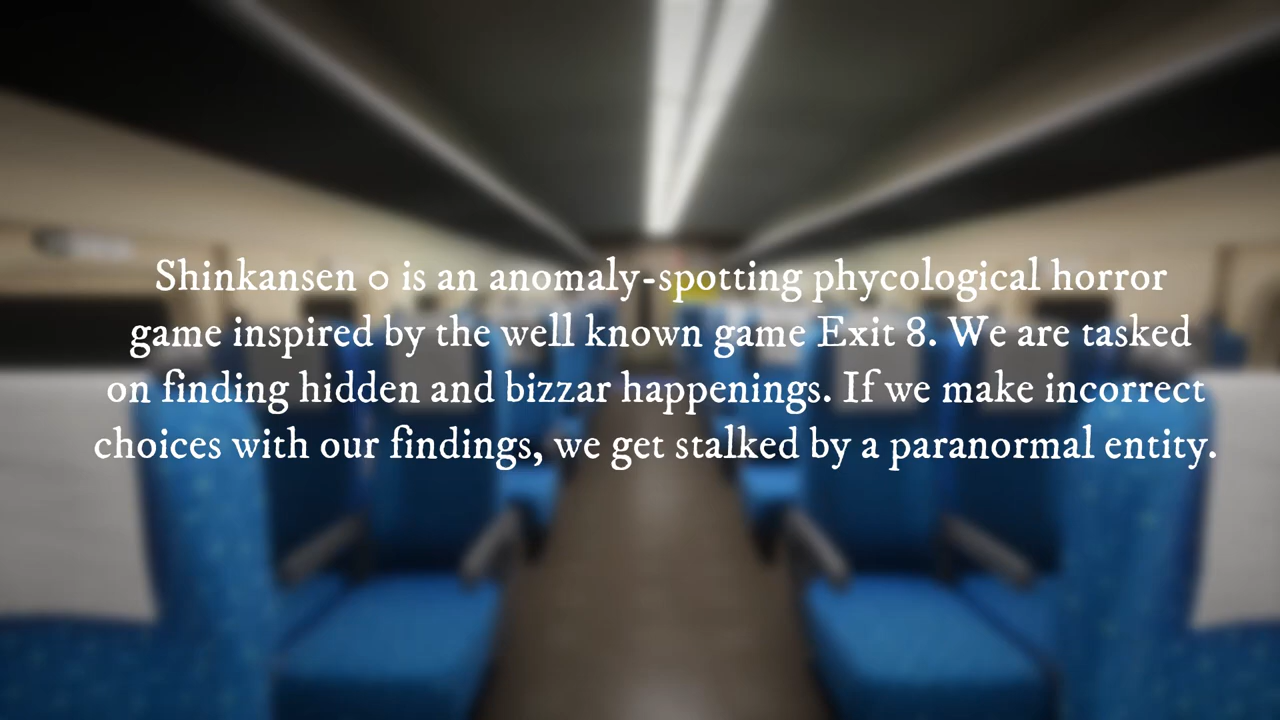 Shinkansen 0 is an anomaly-spotting phycological horror
game inspired by the well known game Exit 8. We are tasked
on finding hidden and bizzar happenings. If we make incorrect
choices with our findings, we get stalked by a paranormal entity.